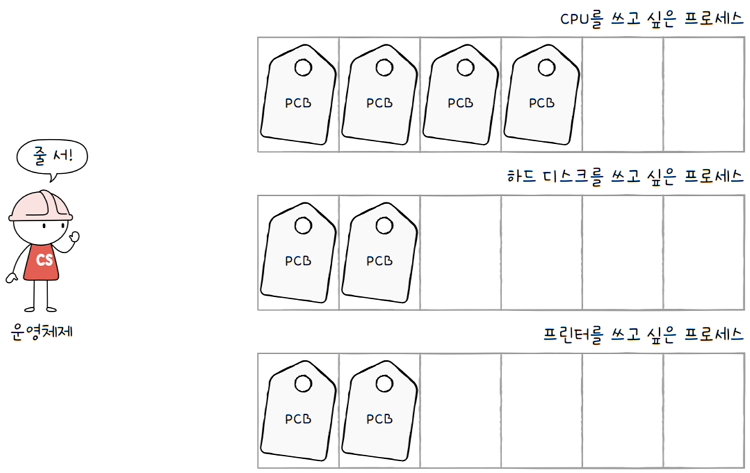 CPU를 쓰고 싶은 프로세스
PCB PCB PCB PCB
줄 서!
하드 디스크를 쓰고 싶은 프로세스
CS
PCB PCB
운영체제
프린터를 쓰고 싶은 프로세스
PCB PCB